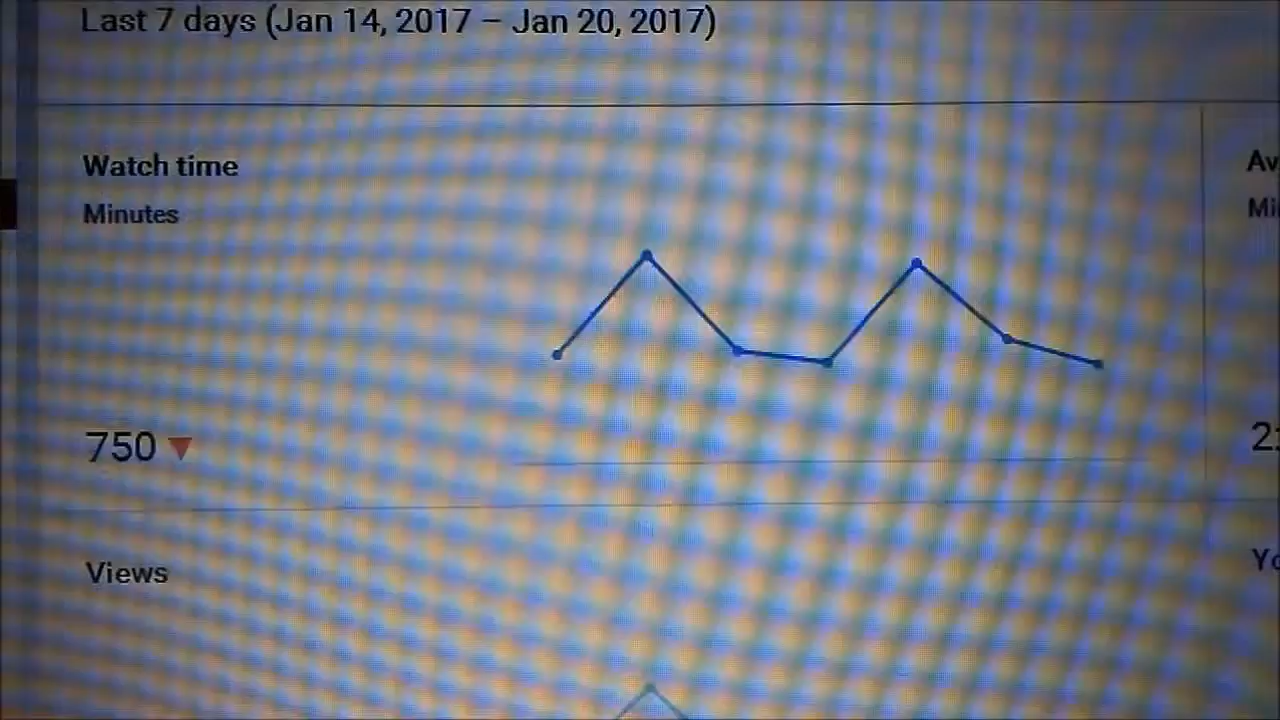 Last 7 days (Jan 14, 2017 – Jan 20, 2017)
Watch time
Minutes
750
Views